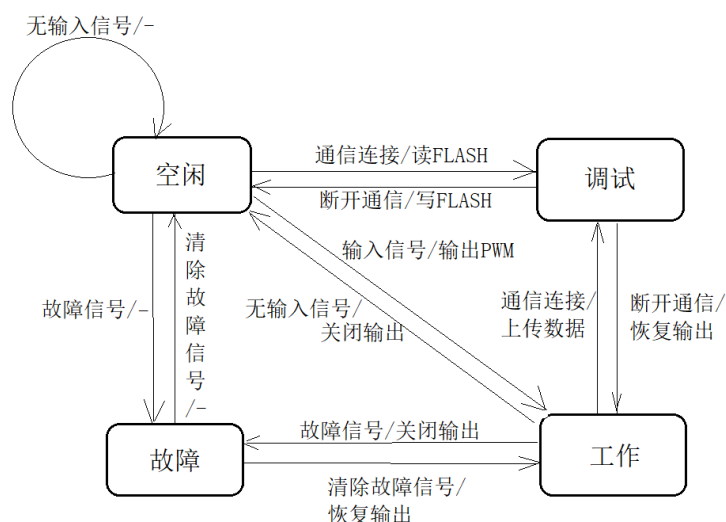 无输入信号/-
空闲
通信连接/读FLASH
断开通信/写FLASH
调试
输入信号/输出PWM
无输入信号/
关闭输出
故障信号/-
清
除
故
障
信
号
/-
通信连接/
上传数据
断开通信/
恢复输出
故障
故障信号/关闭输出
清除故障信号/
恢复输出
工作